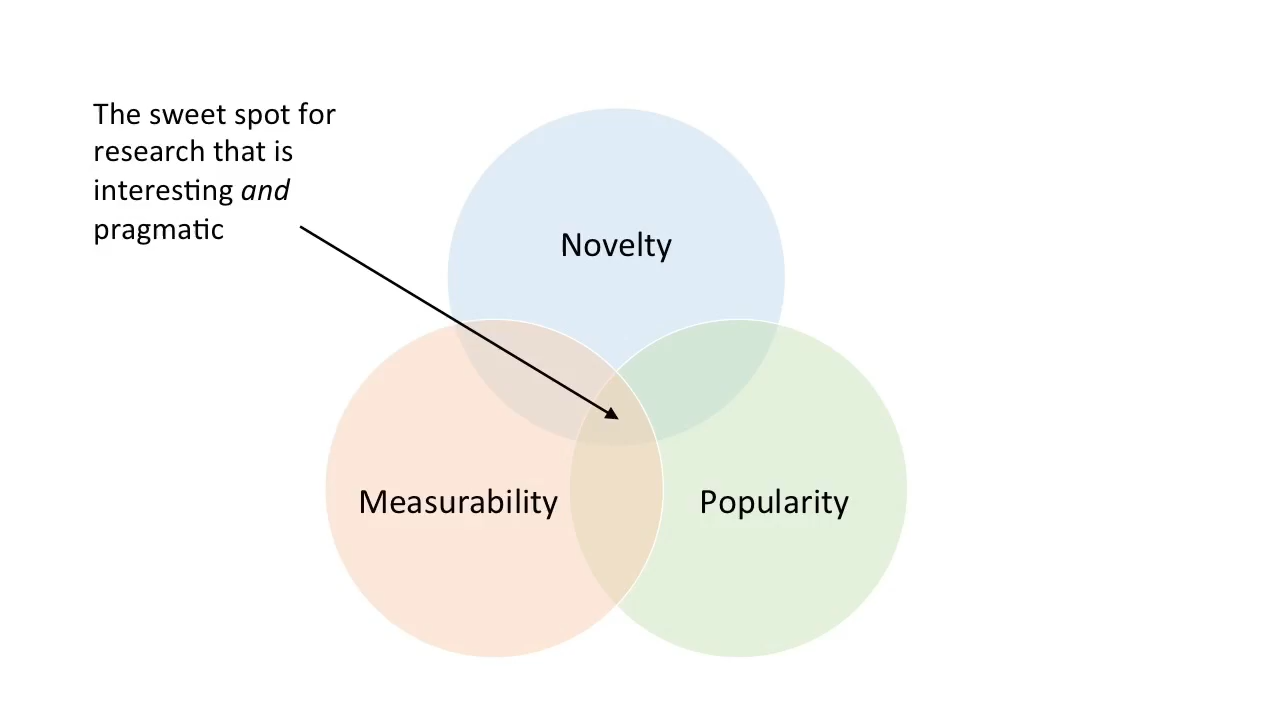 The sweet spot for
research that is
interesting and
pragmatic
Novelty
Measurability
Popularity